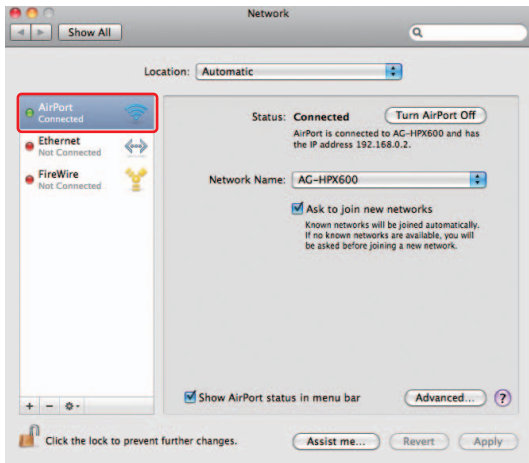 Network
Show All
Location: Automatic
AirPort
Connected
Ethernet
Not Connected
FireWire
Not Connected
Status: Connected
Turn AirPort Off
AirPort is connected to AG-HPX600 and has
the IP address 192.168.0.2.
Network Name: AG-HPX600
Ask to join new networks
Known networks will be joined automatically.
If no known networks are available, you will
be asked before joining a new network.
Show AirPort status in menu bar
Advanced...
?
Click the lock to prevent further changes.
Assist me...
Revert
Apply